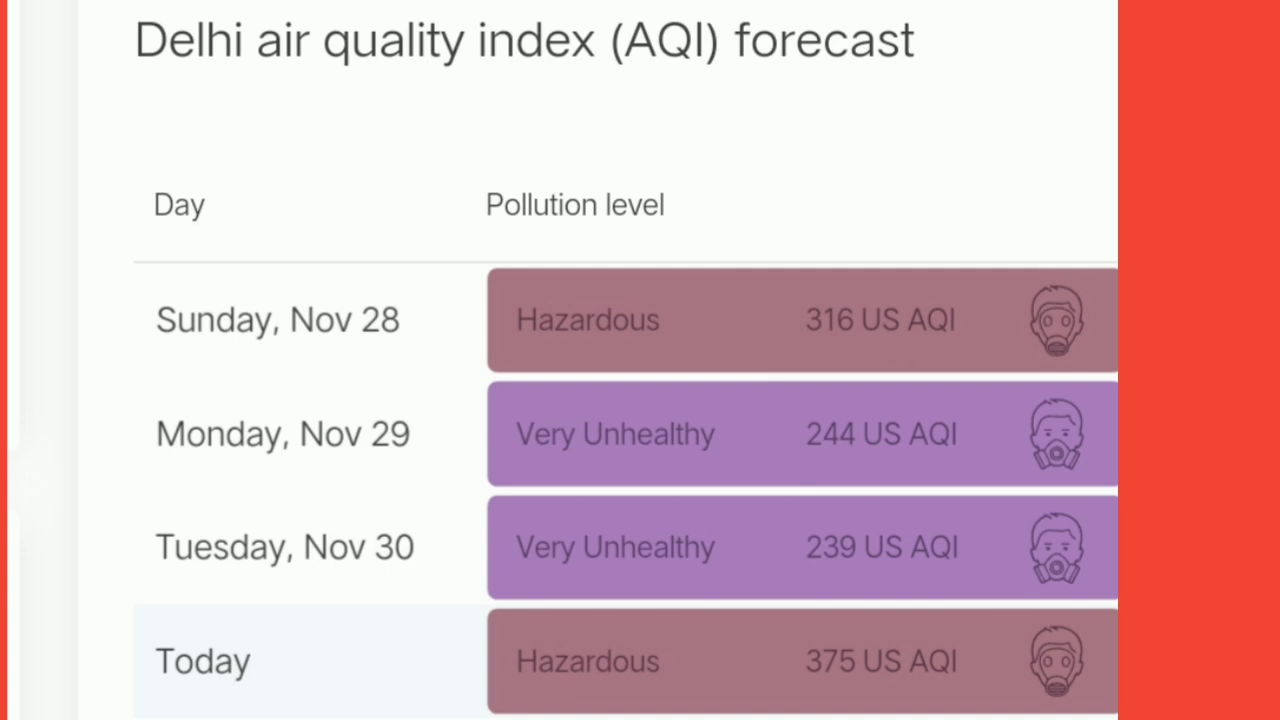 Delhi air quality index (AQI) forecast
Day Pollution level
Sunday, Nov 28 Hazardous 316 US AQI
Monday, Nov 29 Very Unhealthy 244 US AQI
Tuesday, Nov 30 Very Unhealthy 239 US AQI
Today Hazardous 375 US AQI